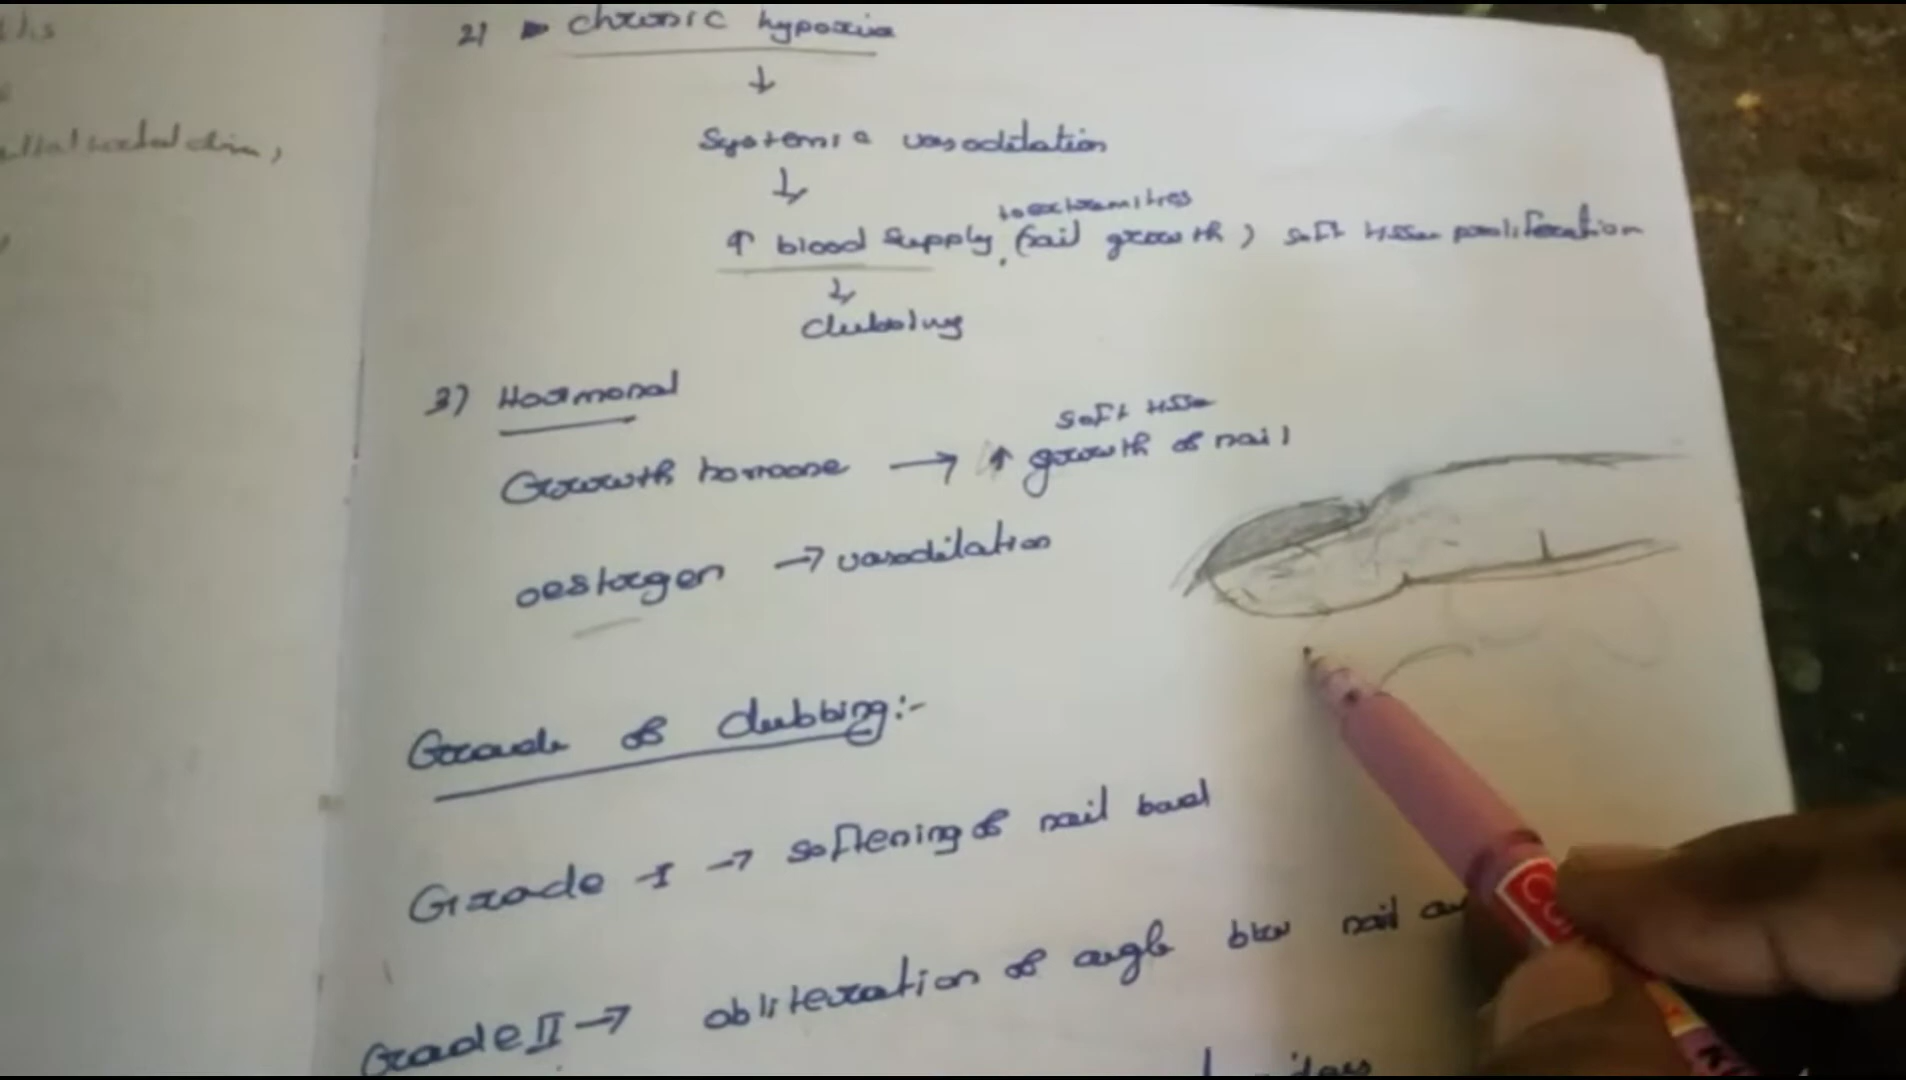 2) chronic hypoxia
↓
Systemic vasodilation
↓
to extremities
↑ blood supply (nail growth) soft tissue proliferation
↓
clubbing
3) Hormonal
soft tissue
Growth hormone → ↑ growth of nail
oestrogen → vasodilation
Grade of clubbing:-
Grade - I → softening of nail bed
Grade II → obliteration of angle btw nail